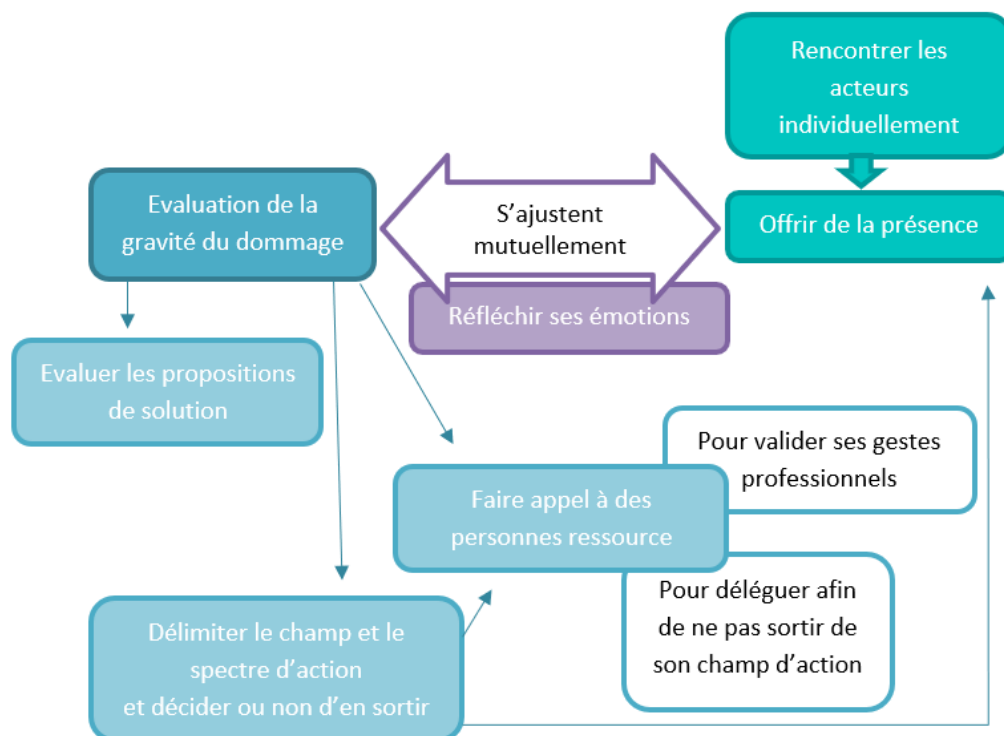 Rencontrer les
acteurs
individuellement
Evaluation de la
gravité du dommage
S'ajustent
mutuellement
Offrir de la présence
Réfléchir ses émotions
Evaluer les propositions
de solution
Pour valider ses gestes
professionnels
Faire appel à des
personnes ressource
Pour déléguer afin
de ne pas sortir de
son champ d'action
Délimiter le champ et le
spectre d'action
et décider ou non d'en sortir